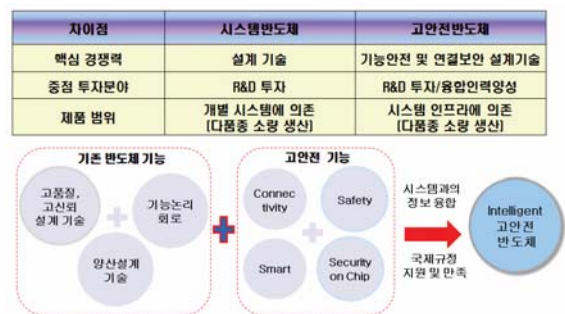 차이점 시스템반도체 고안전반도체
핵심 경쟁력 설계 기술 기능안전 및 연결보안 설계기술
중점 투자분야 R&D 투자 R&D 투자/융합인력양성
제품 범위 개별 시스템에 의존 시스템 인프라에 의존
(다품종 소량 생산) (다품종 소량 생산)
기존 반도체 기능
고품질,
고신뢰
설계 기술
기능논리
회로
양산설계
기술
고안전 기능
Connec
tivity
Safety
Smart
Security
on Chip
시스템과의
정보 융합
국제규정
지원 및 만족
Intelligent
고안전
반도체